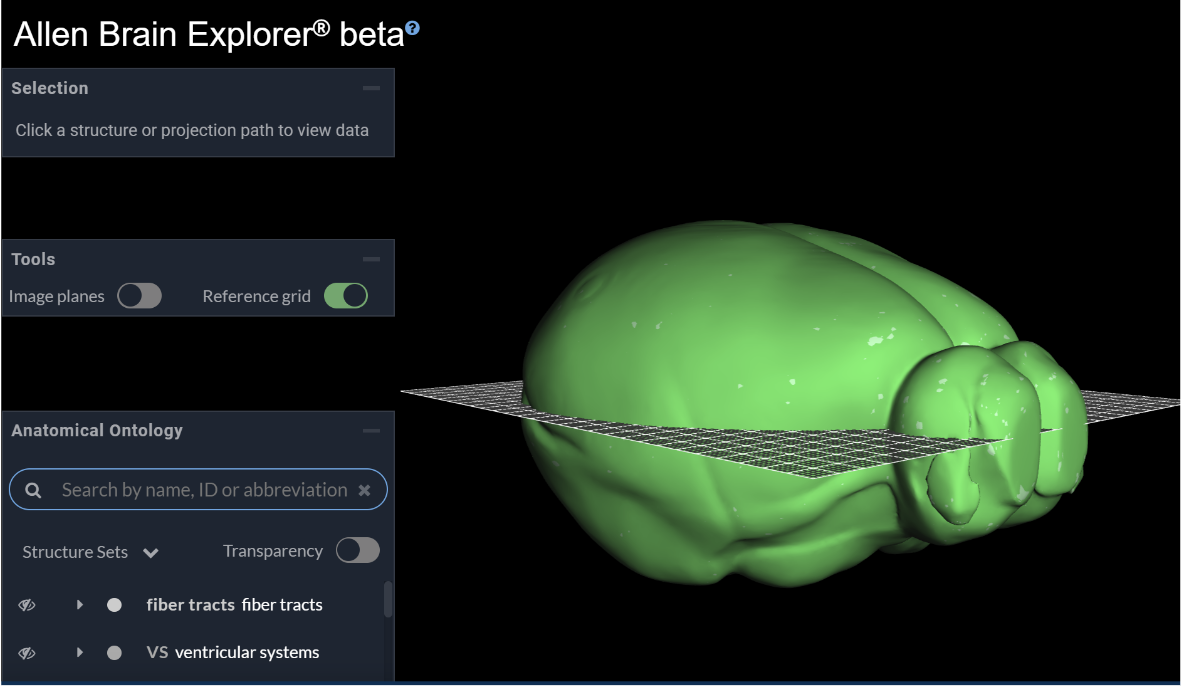 Allen Brain Explorer® beta?
Selection
Click a structure or projection path to view data
Tools
Image planes Reference grid
Anatomical Ontology
Search by name, ID or abbreviation
Structure Sets Transparency
fiber tracts fiber tracts
VS ventricular systems